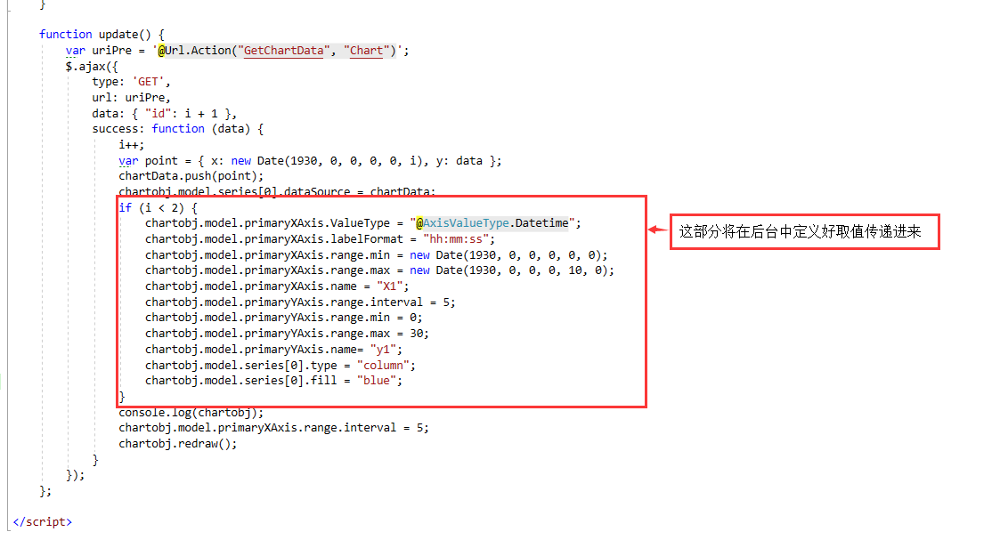 }
function update() {
var uriPre = '@Url.Action("GetChartData", "Chart")';
$.ajax({
type: 'GET',
url: uriPre,
data: { "id": i + 1 },
success: function (data) {
i++;
var point = { x: new Date(1930, 0, 0, 0, 0, i), y: data };
chartData.push(point);
chartobj.model.series[0].dataSource = chartData;
if (i < 2) {
chartobj.model.primaryXAxis.ValueType = "@AxisValueType.Datetime";
chartobj.model.primaryXAxis.labelFormat = "hh:mm:ss";
chartobj.model.primaryXAxis.range.min = new Date(1930, 0, 0, 0, 0, 0);
chartobj.model.primaryXAxis.range.max = new Date(1930, 0, 0, 0, 10, 0);
chartobj.model.primaryXAxis.name = "X1";
chartobj.model.primaryYAxis.range.interval = 5;
chartobj.model.primaryYAxis.range.min = 0;
chartobj.model.primaryYAxis.range.max = 30;
chartobj.model.primaryYAxis.name= "y1";
chartobj.model.series[0].type = "column";
chartobj.model.series[0].fill = "blue";
}
这部分将在后台中定义好取值传递进来
console.log(chartobj);
chartobj.model.primaryXAxis.range.interval = 5;
chartobj.redraw();
}
});
};
</script>